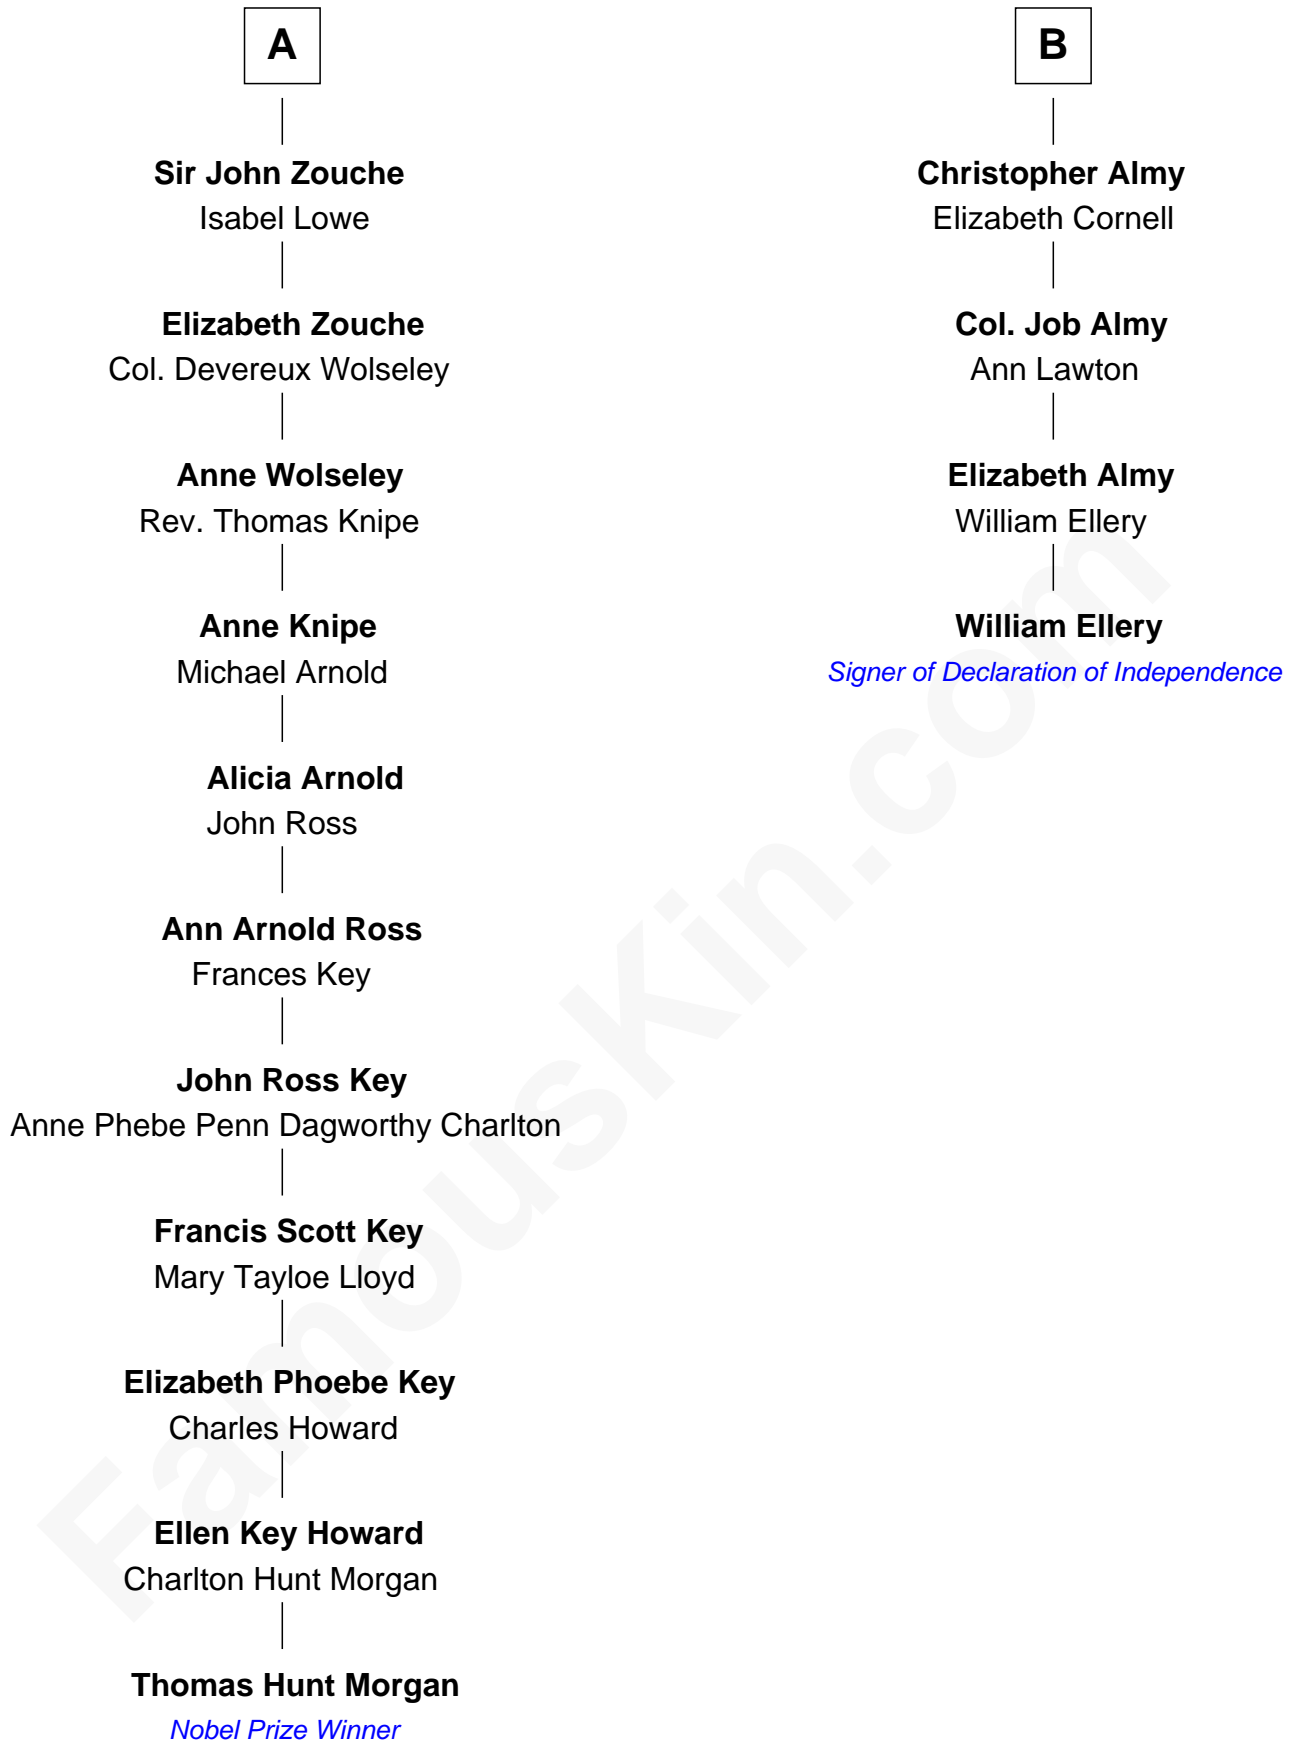 A
Sir John Zouche
Isabel Lowe
Elizabeth Zouche
Col. Devereux Wolseley
Anne Wolseley
Rev. Thomas Knipe
Anne Knipe
Michael Arnold
Alicia Arnold
John Ross
Ann Arnold Ross
Frances Key
John Ross Key
Anne Phebe Penn Dagworthy Charlton
Francis Scott Key
Mary Tayloe Lloyd
Elizabeth Phoebe Key
Charles Howard
Ellen Key Howard
Charlton Hunt Morgan
Thomas Hunt Morgan
Nobel Prize Winner
B
Christopher Almy
Elizabeth Cornell
Col. Job Almy
Ann Lawton
Elizabeth Almy
William Ellery
William Ellery
Signer of Declaration of Independence
FamousKin.com